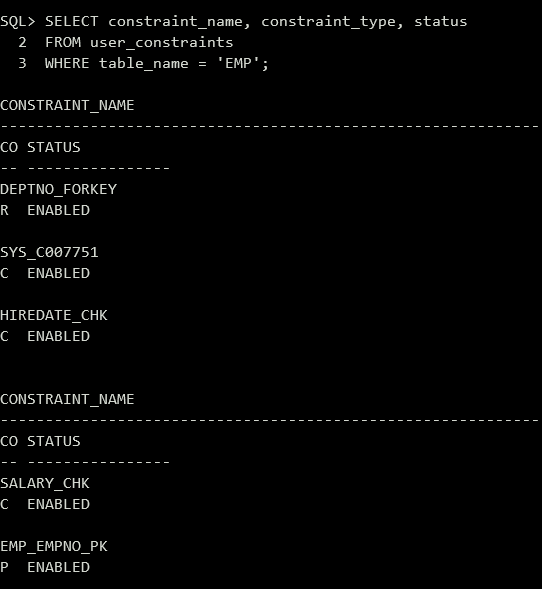 SQL> SELECT constraint_name, constraint_type, status
  2  FROM user_constraints
  3  WHERE table_name = 'EMP';
CONSTRAINT_NAME
------------------------------------------------------------
CO STATUS
-- ----------------
DEPTNO_FORKEY
R  ENABLED
SYS_C007751
C  ENABLED
HIREDATE_CHK
C  ENABLED
CONSTRAINT_NAME
------------------------------------------------------------
CO STATUS
-- ----------------
SALARY_CHK
C  ENABLED
EMP_EMPNO_PK
P  ENABLED